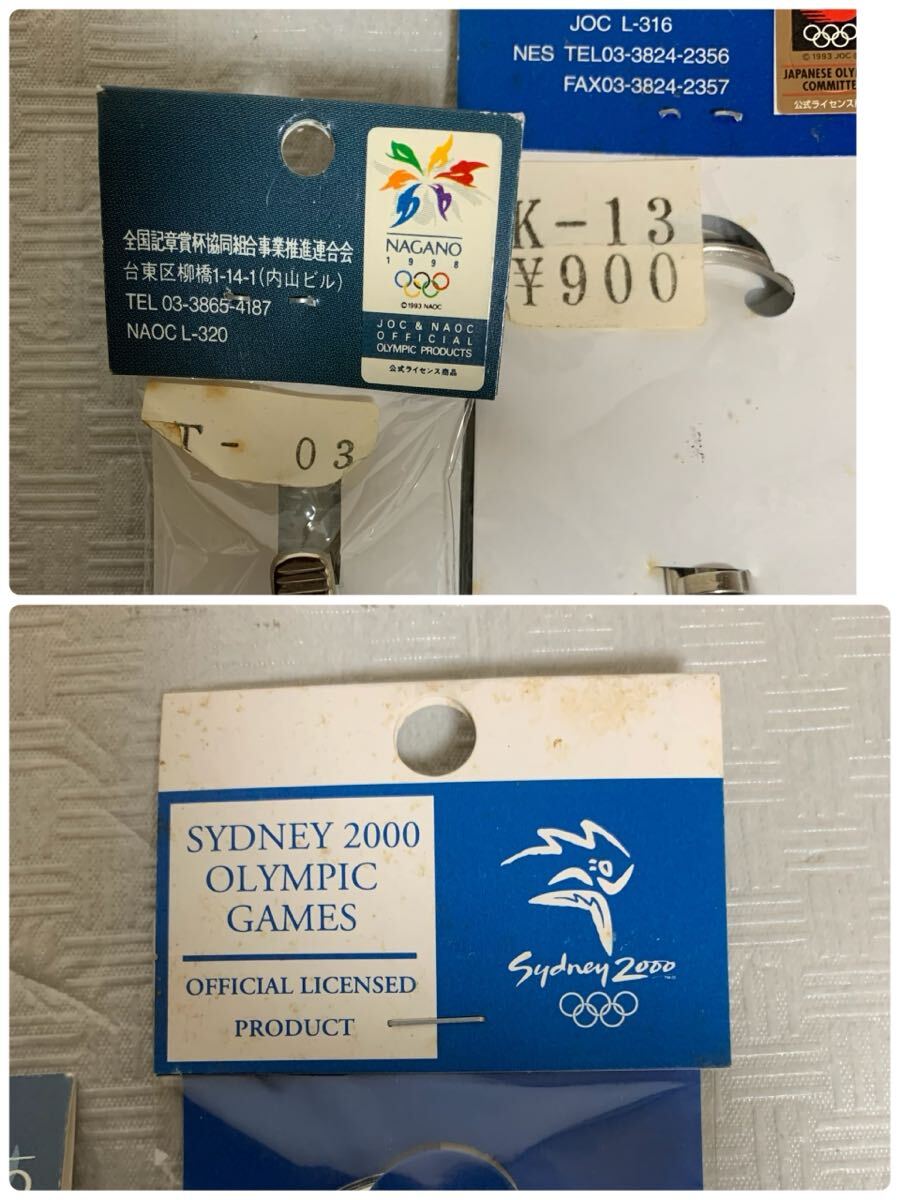 JOC L-316
NES TEL03-3824-2356
FAX03-3824-2357
© 1993 JOC
JAPANESE
COMMITTEE
公式ライセンス
全国記章賞杯協同組合事業推進連合会
台東区柳橋1-14-1(内山ビル)
TEL 03-3865-4187
NAOC L-320
NAGANO
1998
©1993 NAOC
JOC & NAOC
OFFICIAL
OLYMPIC PRODUCTS
公式ライセンス商品
K-13
¥900
T- 03
SYDNEY 2000
OLYMPIC
GAMES
OFFICIAL LICENSED
PRODUCT
Sydney 2000